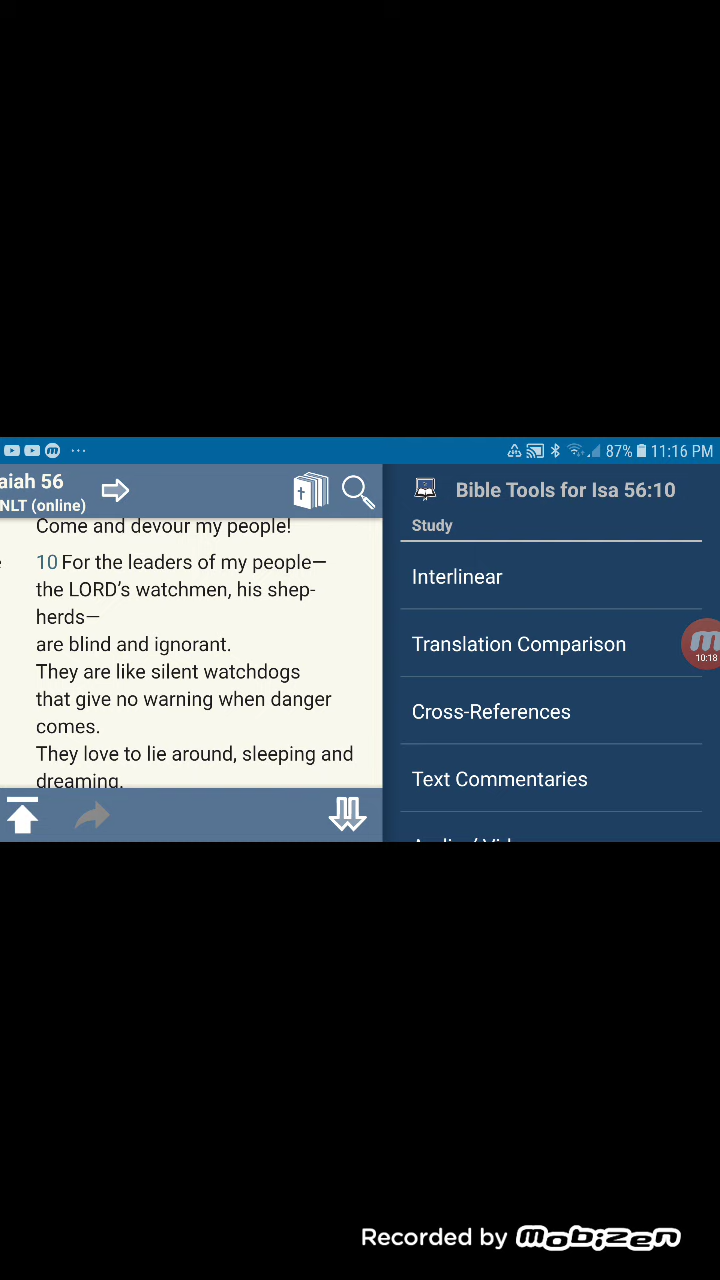 ... 87% 11:16 PM
aiah 56
NLT (online)
Come and devour my people!
10 For the leaders of my people—
the LORD’s watchmen, his shep-
herds—
are blind and ignorant.
They are like silent watchdogs
that give no warning when danger
comes.
They love to lie around, sleeping and
dreaming.
Bible Tools for Isa 56:10
Study
Interlinear
Translation Comparison
10:18
Cross-References
Text Commentaries
Recorded by mobizen